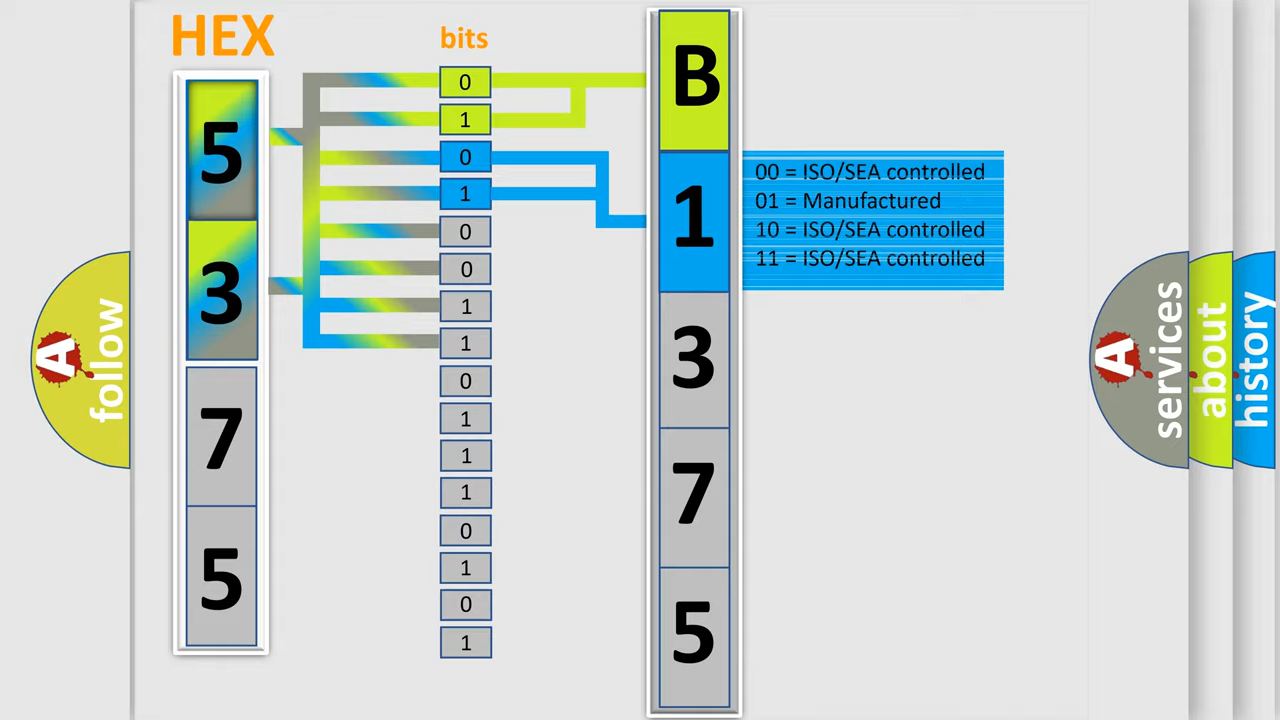 HEX
bits
5
3
7
5
0
1
0
1
0
0
1
1
0
1
1
1
0
1
0
1
B
1
3
7
5
00 = ISO/SEA controlled
01 = Manufactured
10 = ISO/SEA controlled
11 = ISO/SEA controlled
A
follow
A
services
about
history